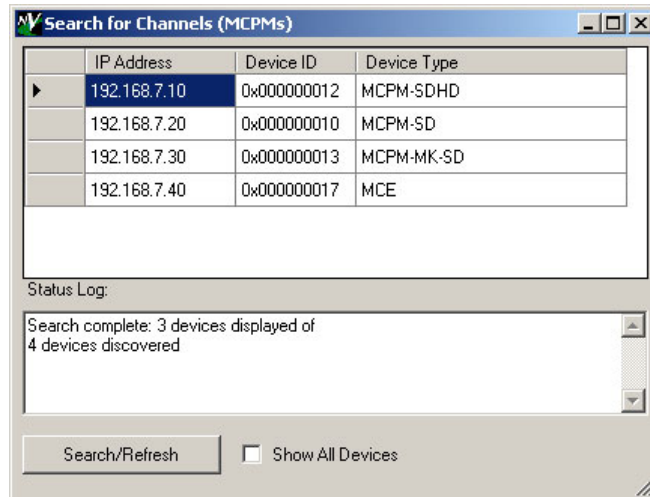 NV Search for Channels (MCPMs)
IP Address Device ID Device Type
192.168.7.10 0x000000012 MCPM-SDHD
192.168.7.20 0x000000010 MCPM-SD
192.168.7.30 0x000000013 MCPM-MK-SD
192.168.7.40 0x000000017 MCE
Status Log:
Search complete: 3 devices displayed of
4 devices discovered
Search/Refresh Show All Devices